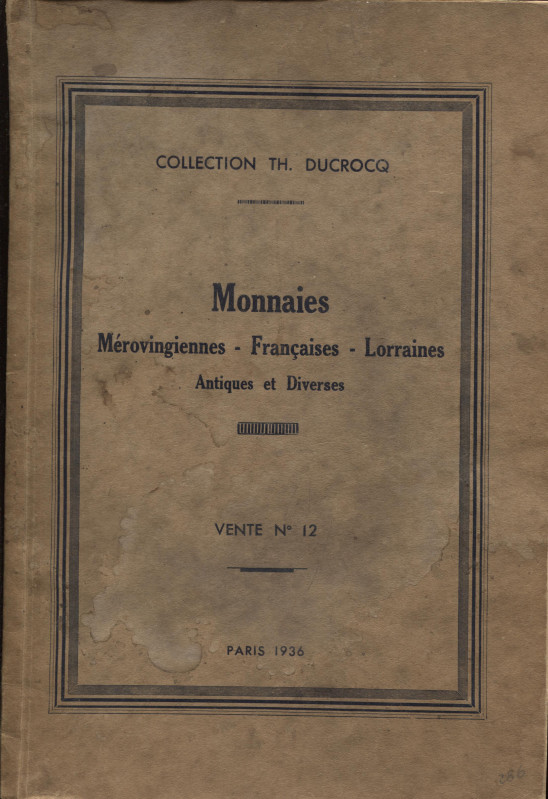 COLLECTION TH. DUCROCQ
Monnaies
Mérovingiennes - Françaises - Lorraines
Antiques et Diverses
VENTE N° 12
PARIS 1936